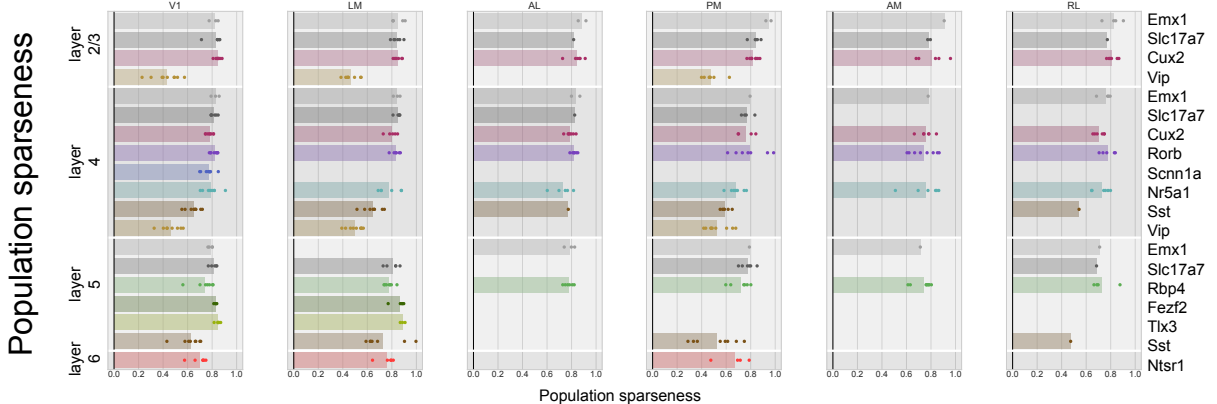 V1 LM AL PM AM RL
Population sparseness
layer 2/3
Emx1
Slc17a7
Cux2
Vip
layer 4
Emx1
Slc17a7
Cux2
Rorb
Scnn1a
Nr5a1
Sst
Vip
layer 5
Emx1
Slc17a7
Rbp4
Fezf2
Tlx3
Sst
layer 6
Ntsr1
0.0 0.2 0.4 0.6 0.8 1.0 0.0 0.2 0.4 0.6 0.8 1.0 0.0 0.2 0.4 0.6 0.8 1.0 0.0 0.2 0.4 0.6 0.8 1.0 0.0 0.2 0.4 0.6 0.8 1.0 0.0 0.2 0.4 0.6 0.8 1.0
Population sparseness